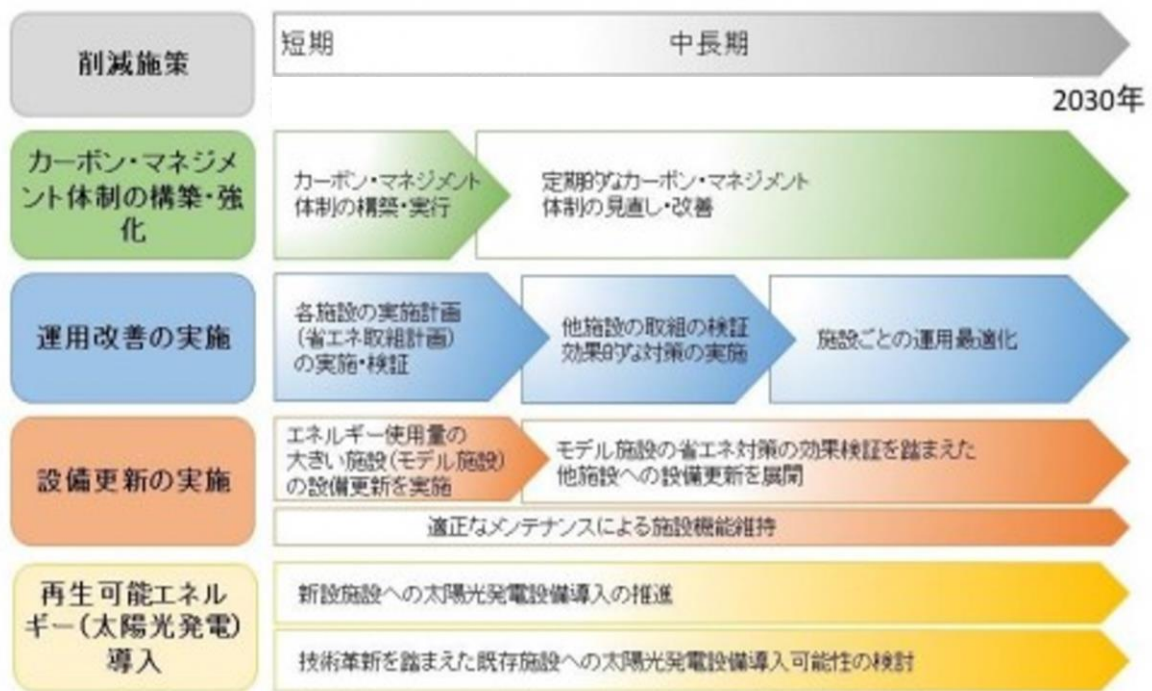 削減施策
短期
中長期
2030年
カーボン・マネジメ
ント体制の構築・強
化
カーボン・マネジメント
体制の構築・実行
定期的なカーボン・マネジメント
体制の見直し・改善
運用改善の実施
各施設の実施計画
(省エネ取組計画)
の実施・検証
他施設の取組の検証
効果的な対策の実施
施設ごとの運用最適化
設備更新の実施
エネルギー使用量の
大きい施設(モデル施設)
の設備更新を実施
モデル施設の省エネ対策の効果検証を踏まえた
他施設への設備更新を展開
適正なメンテナンスによる施設機能維持
再生可能エネル
ギー(太陽光発電)
導入
新設施設への太陽光発電設備導入の推進
技術革新を踏まえた既存施設への太陽光発電設備導入可能性の検討